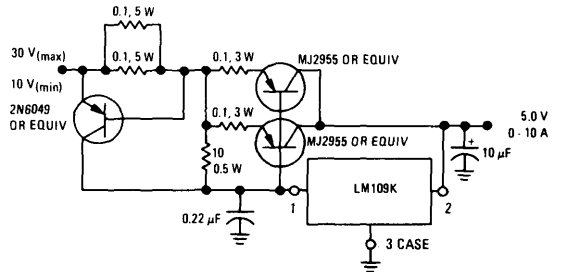 0.1, 5 W
30 V(max)
0.1, 5 W
0.1, 3 W
MJ2955 OR EQUIV
10 V(min)
2N6049
OR EQUIV
0.1, 3 W
MJ2955 OR EQUIV
5.0 V
0 - 10 A
10
0.5 W
+
10 µF
LM109K
1
2
0.22 µF
3 CASE